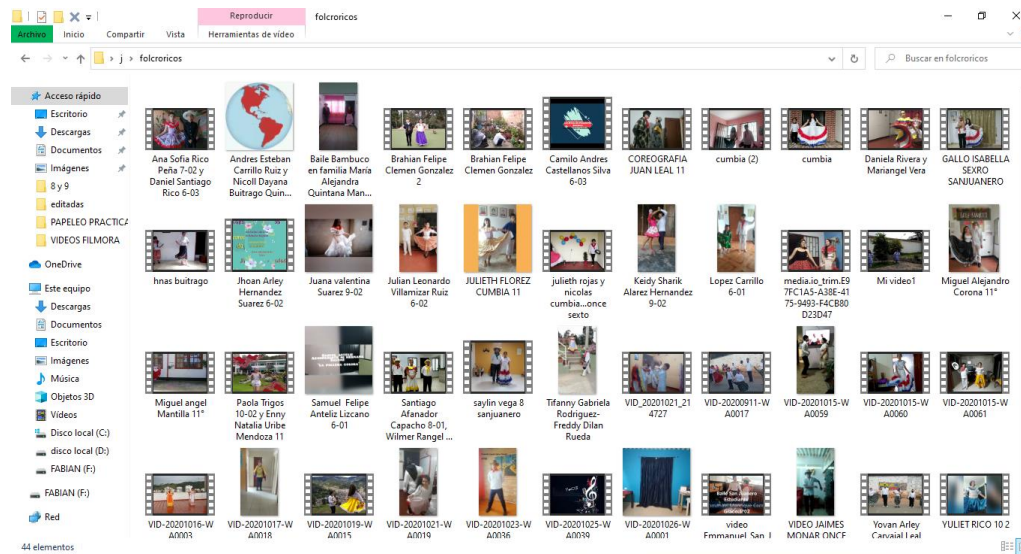 Reproducir
folcroricos
Archivo
Inicio
Compartir
Vista
Herramientas de vídeo
j
folcroricos
Buscar en folcroricos
Acceso rápido
Escritorio
Descargas
Documentos
Imágenes
8 y 9
editadas
PAPELEO PRACTICA
VIDEOS FILMORA
OneDrive
Este equipo
Descargas
Documentos
Escritorio
Imágenes
Música
Objetos 3D
Vídeos
Disco local (C:)
disco local (D:)
FABIAN (F:)
FABIAN (F:)
Red
Ana Sofia Rico
Peña 7-02 y
Daniel Santiago
Rico 6-03
Andres Esteban
Carrillo Ruiz y
Nicoll Dayana
Buitrago Quin...
Baile Bambuco
en familia María
Alejandra
Quintana Man...
Brahian Felipe
Clemen Gonzalez
2
Brahian Felipe
Clemen Gonzalez
Camilo Andres
Castellanos Silva
6-03
COREOGRAFIA
JUAN LEAL 11
cumbia (2)
cumbia
Daniela Rivera y
Mariangel Vera
GALLO ISABELLA
SEXRO
SANJUANERO
hnas buitrago
Jhoan Arley
Hernandez
Suarez 6-02
Juana valentina
Suarez 9-02
Julian Leonardo
Villamizar Ruiz
6-02
JULIETH FLOREZ
CUMBIA 11
julieth rojas y
nicolas
cumbia...once
sexto
Keidy Sharik
Alarez Hernandez
9-02
Lopez Carrillo
6-01
media.io_trim.E9
7FC1A5-A38E-41
75-9493-F4CB80
D23D47
Mi video1
Miguel Alejandro
Corona 11°
Miguel angel
Mantilla 11°
Paola Trigos
10-02 y Enny
Natalia Uribe
Mendoza 11
Samuel Felipe
Anteliz Lizcano
6-01
Santiago
Afanador
Capacho 8-01,
Wilmer Rangel ...
saylin vega 8
sanjuanero
Tifanny Gabriela
Rodriguez-
Freddy Dilan
Rueda
VID_20201021_21
4727
VID-20200911-W
A0017
VID-20201015-W
A0059
VID-20201015-W
A0060
VID-20201015-W
A0061
VID-20201016-W
A0003
VID-20201017-W
A0018
VID-20201019-W
A0015
VID-20201021-W
A0019
VID-20201023-W
A0036
VID-20201025-W
A0039
VID-20201026-W
A0001
video
Emmanuel San J
VIDEO JAIMES
MONAR ONCE
Yovan Arley
Carvajal Leal
YULIET RICO 10 2
44 elementos